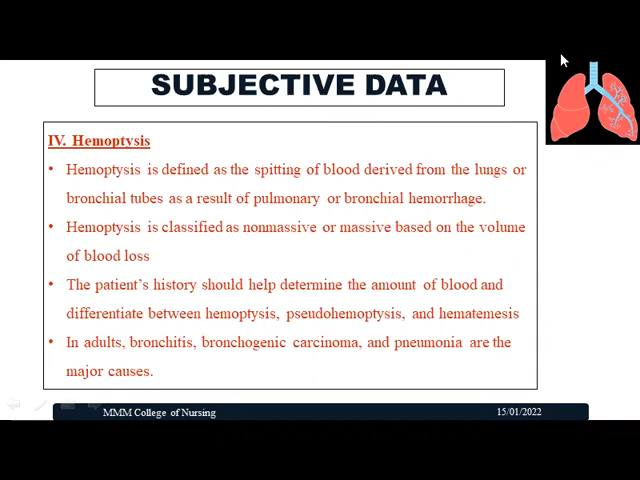 SUBJECTIVE DATA
IV. Hemoptysis
• Hemoptysis is defined as the spitting of blood derived from the lungs or
bronchial tubes as a result of pulmonary or bronchial hemorrhage.
• Hemoptysis is classified as nonmassive or massive based on the volume
of blood loss
• The patient's history should help determine the amount of blood and
differentiate between hemoptysis, pseudohemoptysis, and hematemesis
• In adults, bronchitis, bronchogenic carcinoma, and pneumonia are the
major causes.
MMM College of Nursing 15/01/2022